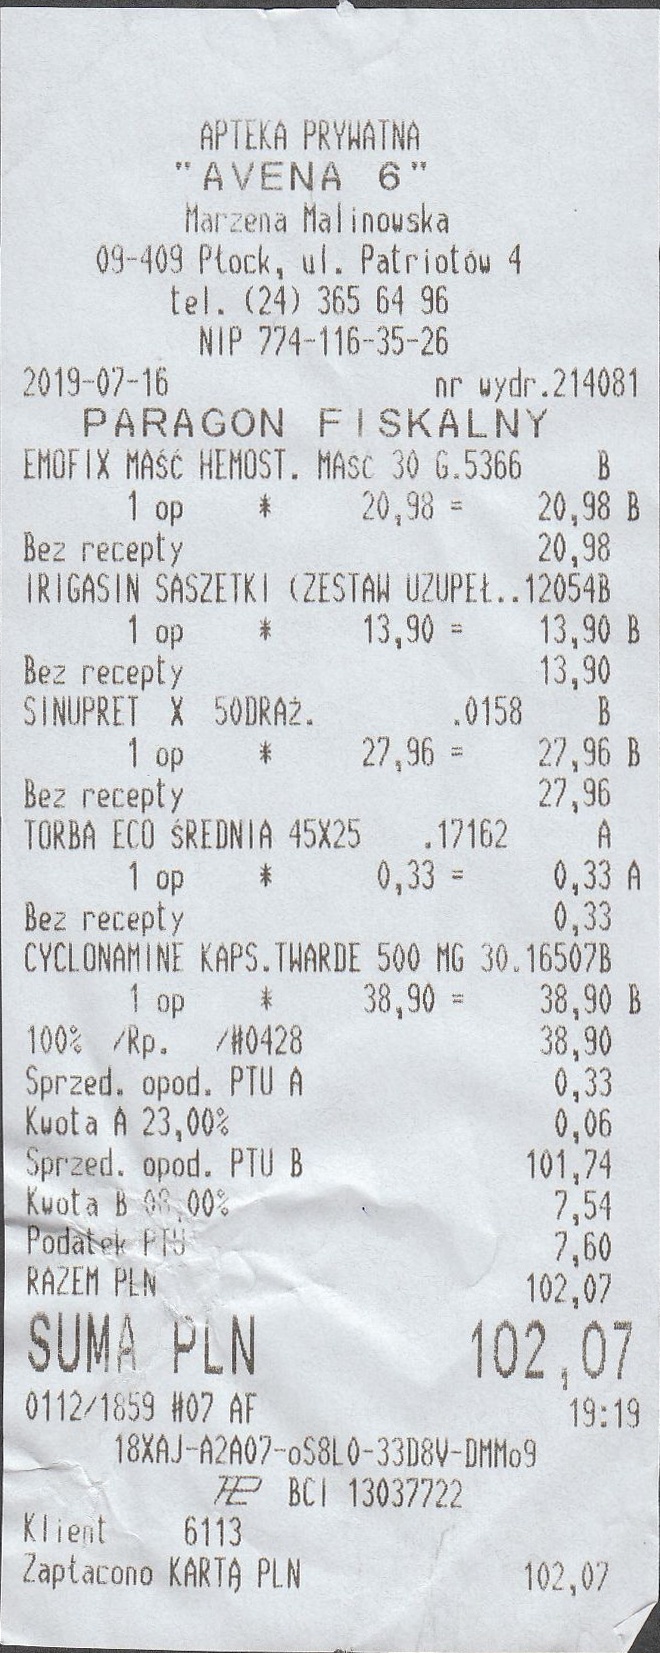 APTEKA PRYWATNA
"AVENA 6"
Marzena Malinowska
09-409 Płock, ul. Patriotów 4
tel. (24) 365 64 96
NIP 774-116-35-26
2019-07-16 nr wydr.214081
PARAGON FISKALNY
EMOFIX MAŚĆ HEMOST. MAŚĆ 30 G.5366 B
1 op * 20,98 = 20,98 B
Bez recepty 20,98
IRIGASIN SASZETKI (ZESTAW UZUPEŁ..12054B
1 op * 13,90 = 13,90 B
Bez recepty 13,90
SINUPRET X 50DRAŻ. .0158 B
1 op * 27,96 = 27,96 B
Bez recepty 27,96
TORBA ECO ŚREDNIA 45X25 .17162 A
1 op * 0,33 = 0,33 A
Bez recepty 0,33
CYCLONAMINE KAPS.TWARDE 500 MG 30.16507B
1 op * 38,90 = 38,90 B
100% /Rp. /#0428 38,90
Sprzed. opod. PTU A 0,33
Kwota A 23,00% 0,06
Sprzed. opod. PTU B 101,74
Kwota B 08,00% 7,54
Podatek PTU 7,60
RAZEM PLN 102,07
SUMA PLN 102,07
0112/1859 #07 AF 19:19
18XAJ-A2A07-oS8L0-33D8V-DMMo9
BCI 13037722
Klient 6113
Zapłacono KARTĄ PLN 102,07